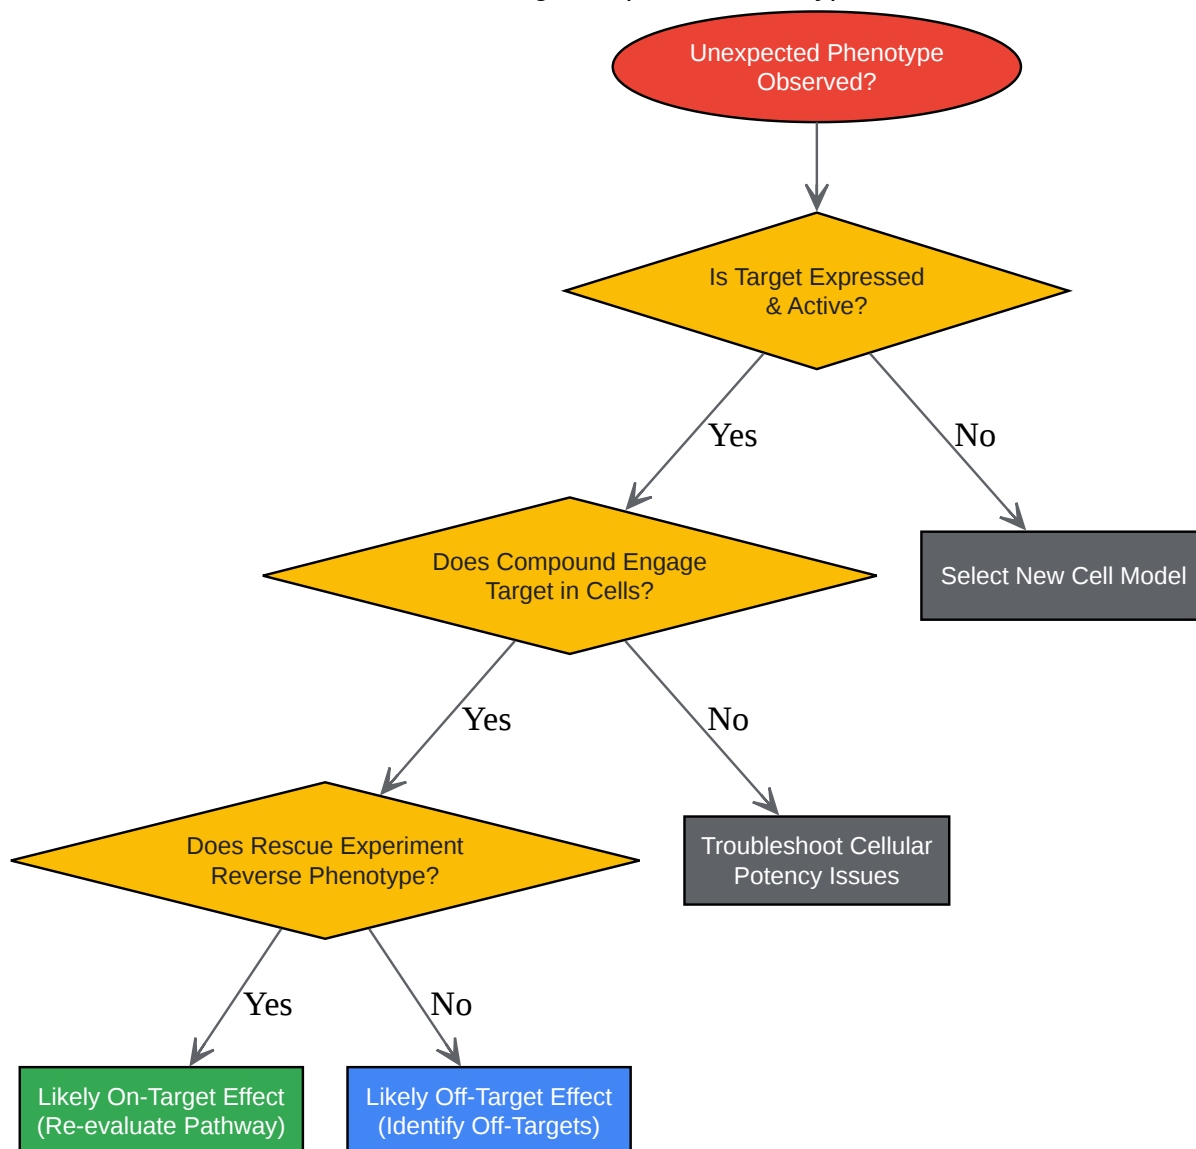 Unexpected Phenotype
Observed?
Is Target Expressed
& Active?
Yes
No
Does Compound Engage
Target in Cells?
Select New Cell Model
Yes
No
Does Rescue Experiment
Reverse Phenotype?
Troubleshoot Cellular
Potency Issues
Yes
No
Likely On-Target Effect
(Re-evaluate Pathway)
Likely Off-Target Effect
(Identify Off-Targets)